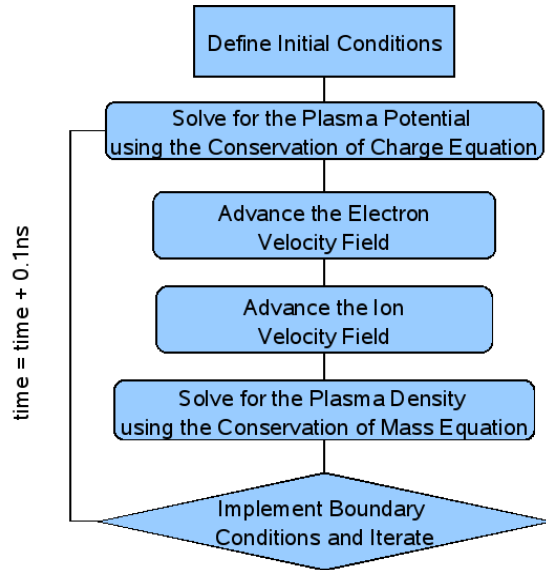 Define Initial Conditions
Solve for the Plasma Potential
using the Conservation of Charge Equation
Advance the Electron
Velocity Field
Advance the Ion
Velocity Field
Solve for the Plasma Density
using the Conservation of Mass Equation
Implement Boundary
Conditions and Iterate
time = time + 0.1ns